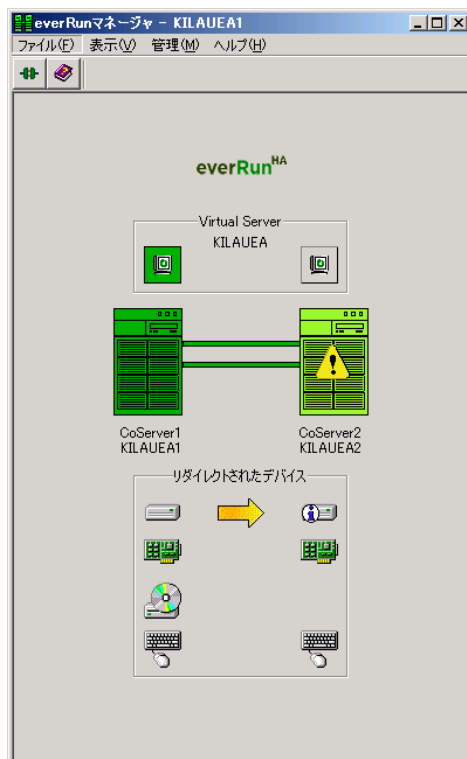 everRunマネージャ - KILAUEA1
ファイル(F) 表示(V) 管理(M) ヘルプ(H)
everRunHA
Virtual Server
KILAUEA
CoServer1 CoServer2
KILAUEA1 KILAUEA2
リダイレクトされたデバイス